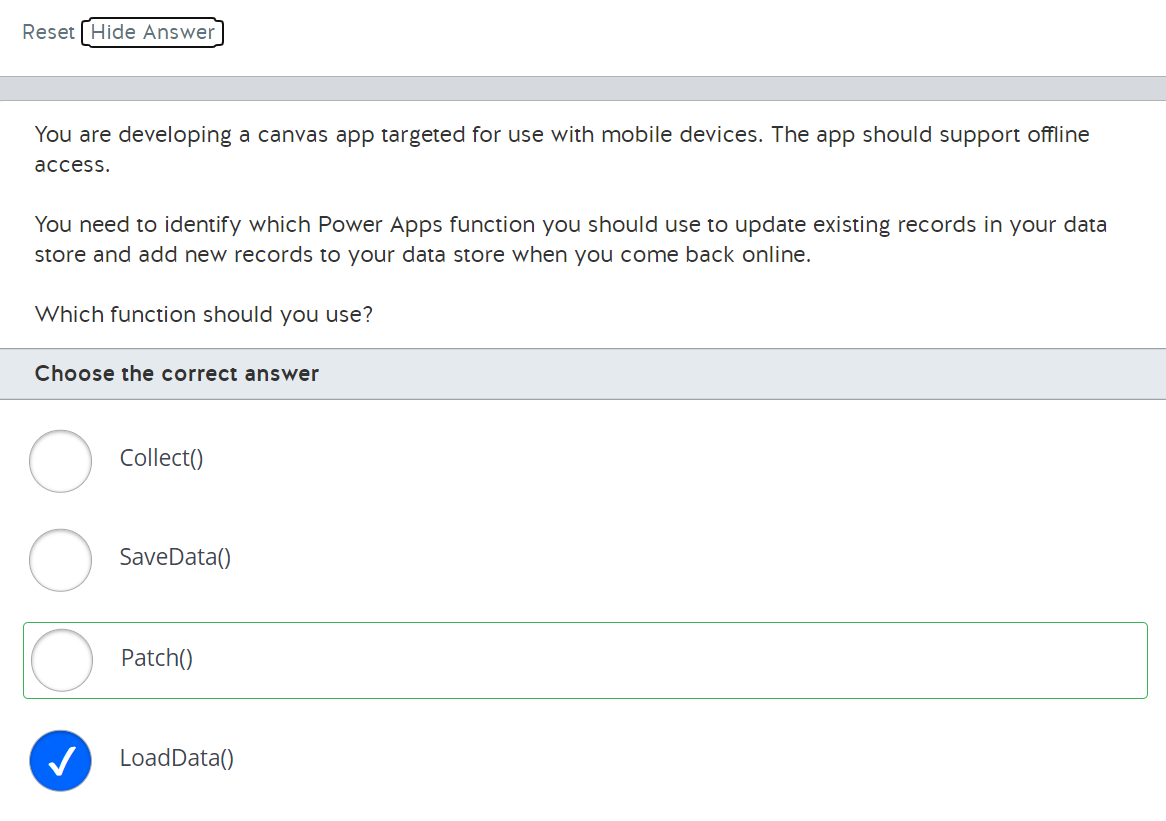 Reset Hide Answer
You are developing a canvas app targeted for use with mobile devices. The app should support offline
access.
You need to identify which Power Apps function you should use to update existing records in your data
store and add new records to your data store when you come back online.
Which function should you use?
Choose the correct answer
Collect()
SaveData()
Patch()
LoadData()